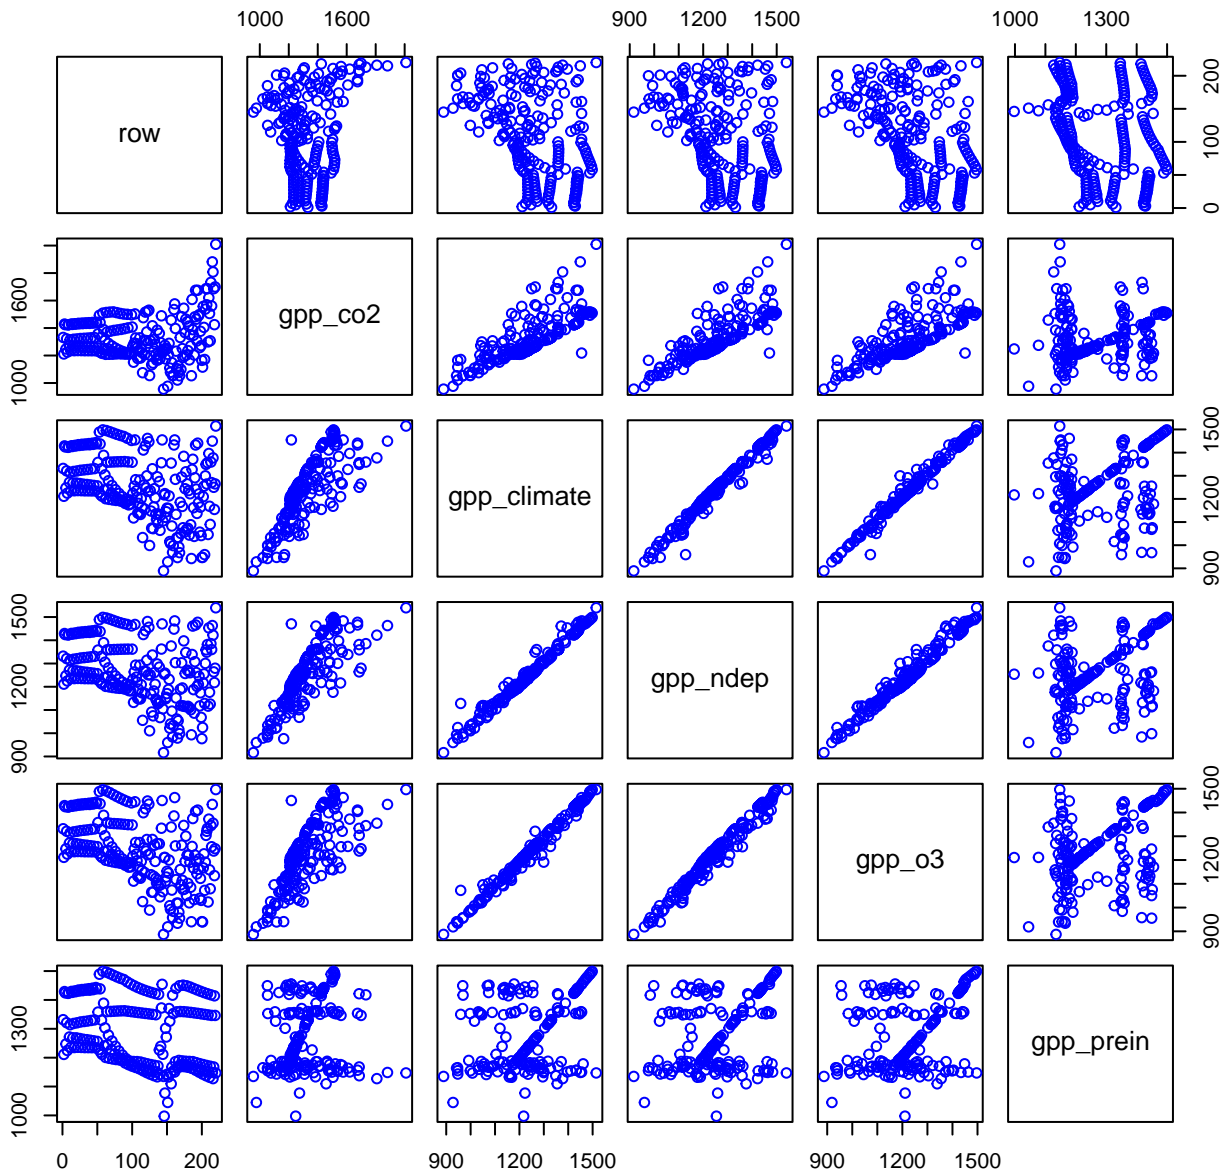 1000 1600 900 1200 1500 1000 1300
row 0 100 200
1000 1600 gpp_co2
gpp_climate 900 1200 1500
900 1200 1500 gpp_ndep
gpp_o3 900 1200 1500
1000 1300 gpp_prein
0 100 200 900 1200 1500 900 1200 1500